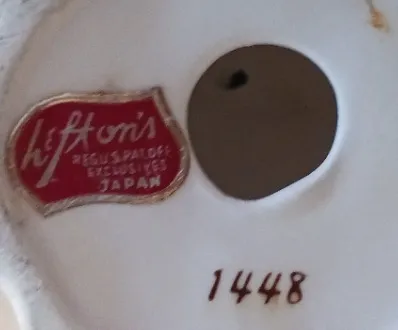 Lefton's
REG U.S. PAT. OFF.
EXCLUSIVES
JAPAN
1448